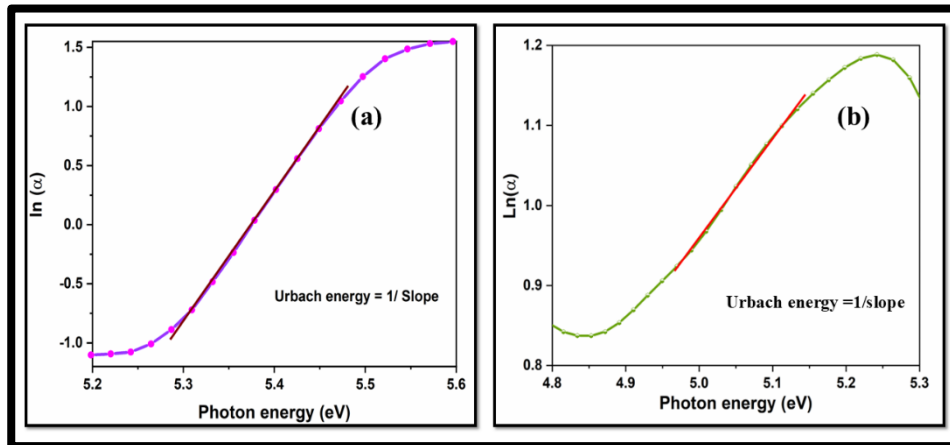 1.5
1.0
0.5
0.0
-0.5
-1.0
ln (α)
(a)
Urbach energy = 1/ Slope
5.2 5.3 5.4 5.5 5.6
Photon energy (eV)
1.2
1.1
1.0
0.9
0.8
Ln(α)
(b)
Urbach energy =1/slope
4.8 4.9 5.0 5.1 5.2 5.3
Photon energy (eV)